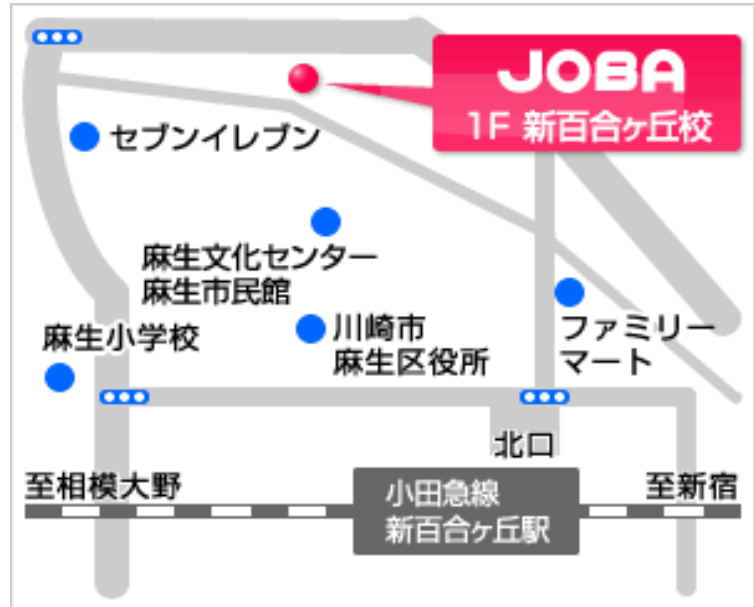 JOBA
1F 新百合ヶ丘校
セブンイレブン
麻生文化センター
麻生市民館
川崎市
麻生区役所
ファミリー
マート
麻生小学校
北口
至相模大野
小田急線
新百合ヶ丘駅
至新宿